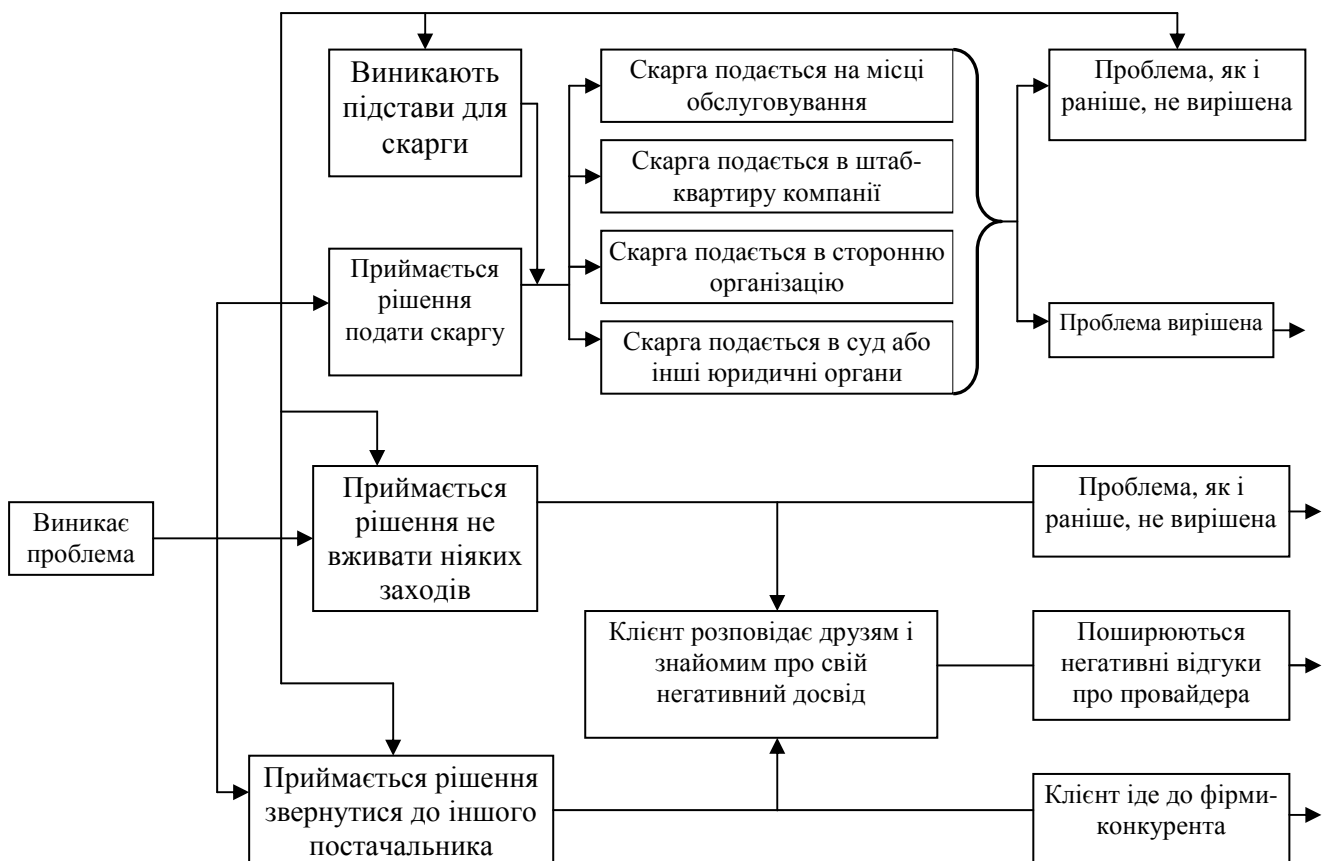 Виникають
підстави для
скарги
Скарга подається на місці
обслуговування
Проблема, як і
раніше, не вирішена
Скарга подається в штаб-
квартиру компанії
Приймається
рішення
подати скаргу
Скарга подається в сторонню
організацію
Проблема вирішена
Скарга подається в суд або
інші юридичні органи
Виникає
проблема
Приймається
рішення не
вживати ніяких
заходів
Проблема, як і
раніше, не вирішена
Клієнт розповідає друзям і
знайомим про свій
негативний досвід
Поширюються
негативні відгуки
про провайдера
Приймається рішення
звернутися до іншого
постачальника
Клієнт іде до фірми-
конкурента